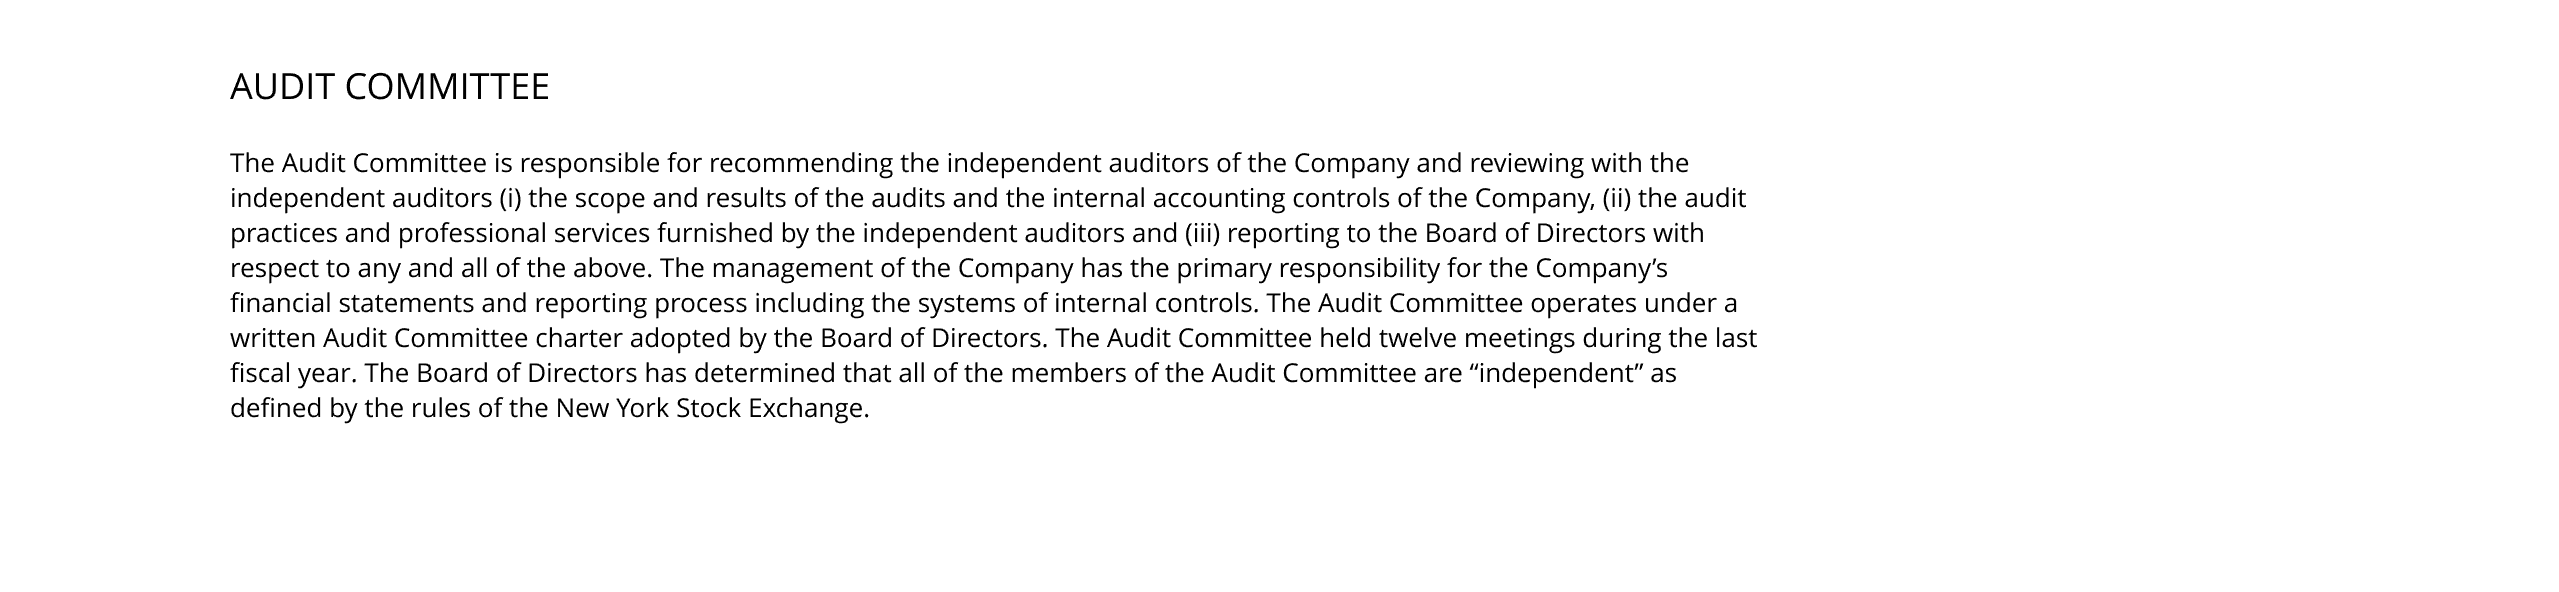 AUDIT COMMITTEE
The Audit Committee is responsible for recommending the independent auditors of the Company and reviewing with the
independent auditors (i) the scope and results of the audits and the internal accounting controls of the Company, (ii) the audit
practices and professional services furnished by the independent auditors and (iii) reporting to the Board of Directors with
respect to any and all of the above. The management of the Company has the primary responsibility for the Company’s
financial statements and reporting process including the systems of internal controls. The Audit Committee operates under a
written Audit Committee charter adopted by the Board of Directors. The Audit Committee held twelve meetings during the last
fiscal year. The Board of Directors has determined that all of the members of the Audit Committee are “independent” as
defined by the rules of the New York Stock Exchange.